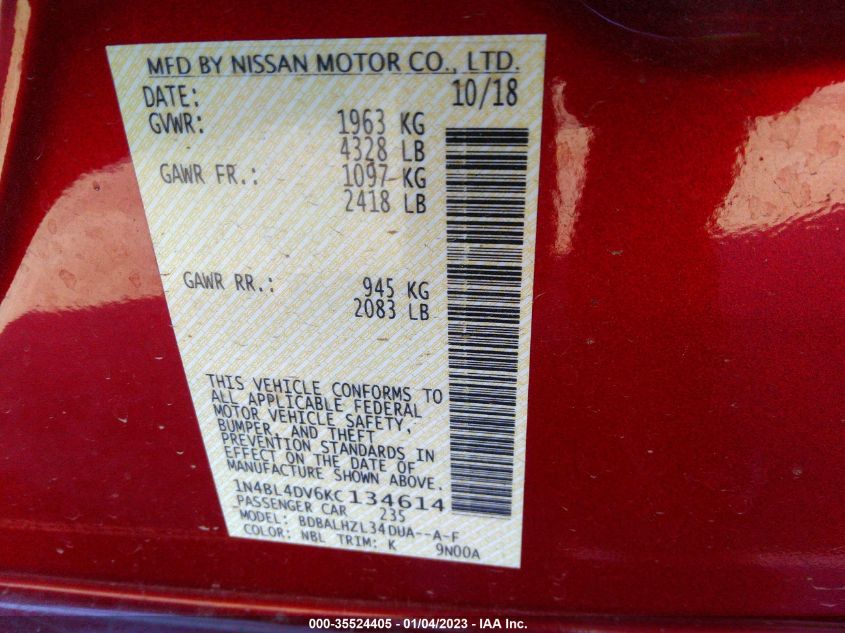 MFD BY NISSAN MOTOR CO., LTD.
DATE: 10/18
GVWR: 1963 KG
4328 LB
GAWR FR.: 1097 KG
2418 LB
GAWR RR.: 945 KG
2083 LB
THIS VEHICLE CONFORMS TO
ALL APPLICABLE FEDERAL
MOTOR VEHICLE SAFETY,
BUMPER, AND THEFT
PREVENTION STANDARDS IN
EFFECT ON THE DATE OF
MANUFACTURE SHOWN ABOVE.
1N4BL4DV6KC134614
PASSENGER CAR 235
MODEL: BDBALHZL34DUA--A-F
COLOR: NBL TRIM: K 9N00A
000-35524405 - 01/04/2023 - IAA Inc.